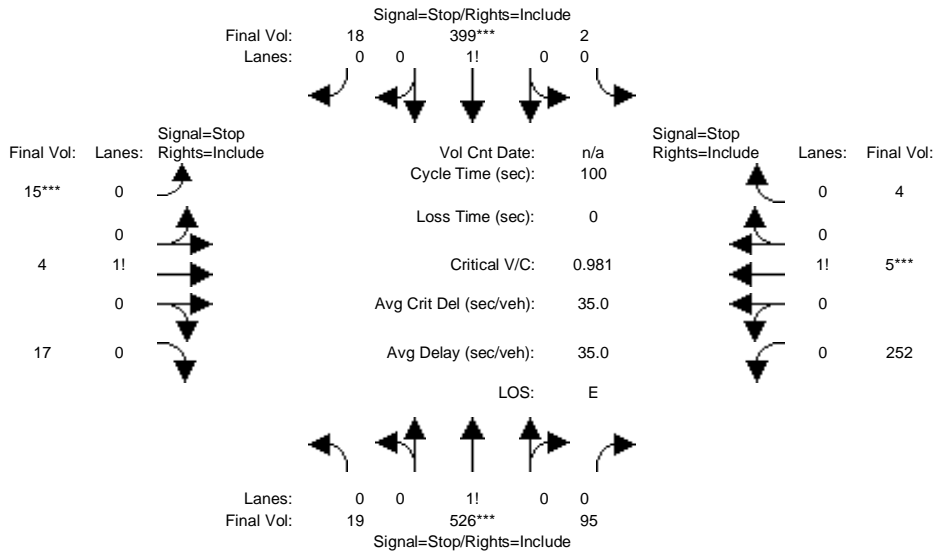 Signal=Stop/Rights=Include
Final Vol: 18 399*** 2
Lanes: 0 0 1! 0 0
Signal=Stop Signal=Stop
Final Vol: Lanes: Rights=Include Vol Cnt Date: n/a Rights=Include Lanes: Final Vol:
Cycle Time (sec): 100
15*** 0 0 4
Loss Time (sec): 0
0 0
4 1! Critical V/C: 0.981 1! 5***
0 Avg Crit Del (sec/veh): 35.0 0
17 0 Avg Delay (sec/veh): 35.0 0 252
LOS: E
Lanes: 0 0 1! 0 0
Final Vol: 19 526*** 95
Signal=Stop/Rights=Include